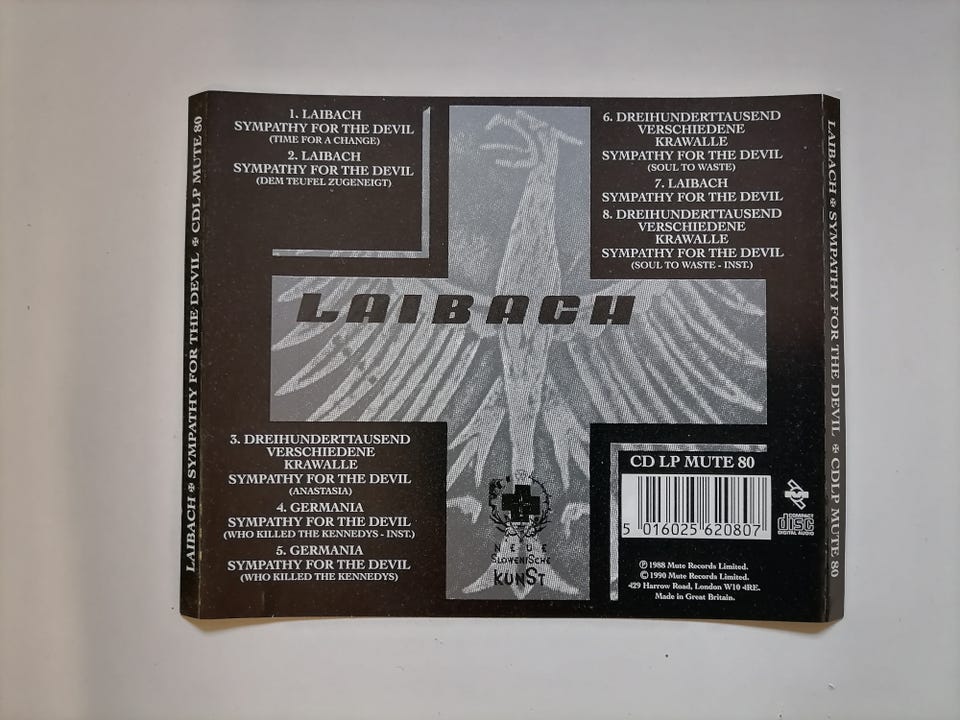 LAIBACH ✠ SYMPATHY FOR THE DEVIL ✠ CDLP MUTE 80
1. LAIBACH
SYMPATHY FOR THE DEVIL
(TIME FOR A CHANGE)
2. LAIBACH
SYMPATHY FOR THE DEVIL
(DEM TEUFEL ZUGENEIGT)
3. DREIHUNDERTTAUSEND
VERSCHIEDENE
KRAWALLE
SYMPATHY FOR THE DEVIL
(ANASTASIA)
4. GERMANIA
SYMPATHY FOR THE DEVIL
(WHO KILLED THE KENNEDYS - INST.)
5. GERMANIA
SYMPATHY FOR THE DEVIL
(WHO KILLED THE KENNEDYS)
LAIBACH
NEUE
SLOWENISCHE
KUNST
6. DREIHUNDERTTAUSEND
VERSCHIEDENE
KRAWALLE
SYMPATHY FOR THE DEVIL
(SOUL TO WASTE)
7. LAIBACH
SYMPATHY FOR THE DEVIL
8. DREIHUNDERTTAUSEND
VERSCHIEDENE
KRAWALLE
SYMPATHY FOR THE DEVIL
(SOUL TO WASTE - INST.)
CD LP MUTE 80
5 016025 620807
COMPACT
disc
DIGITAL AUDIO
℗ 1988 Mute Records Limited.
© 1990 Mute Records Limited.
429 Harrow Road, London W10 4RE.
Made in Great Britain.
LAIBACH ✠ SYMPATHY FOR THE DEVIL ✠ CDLP MUTE 80